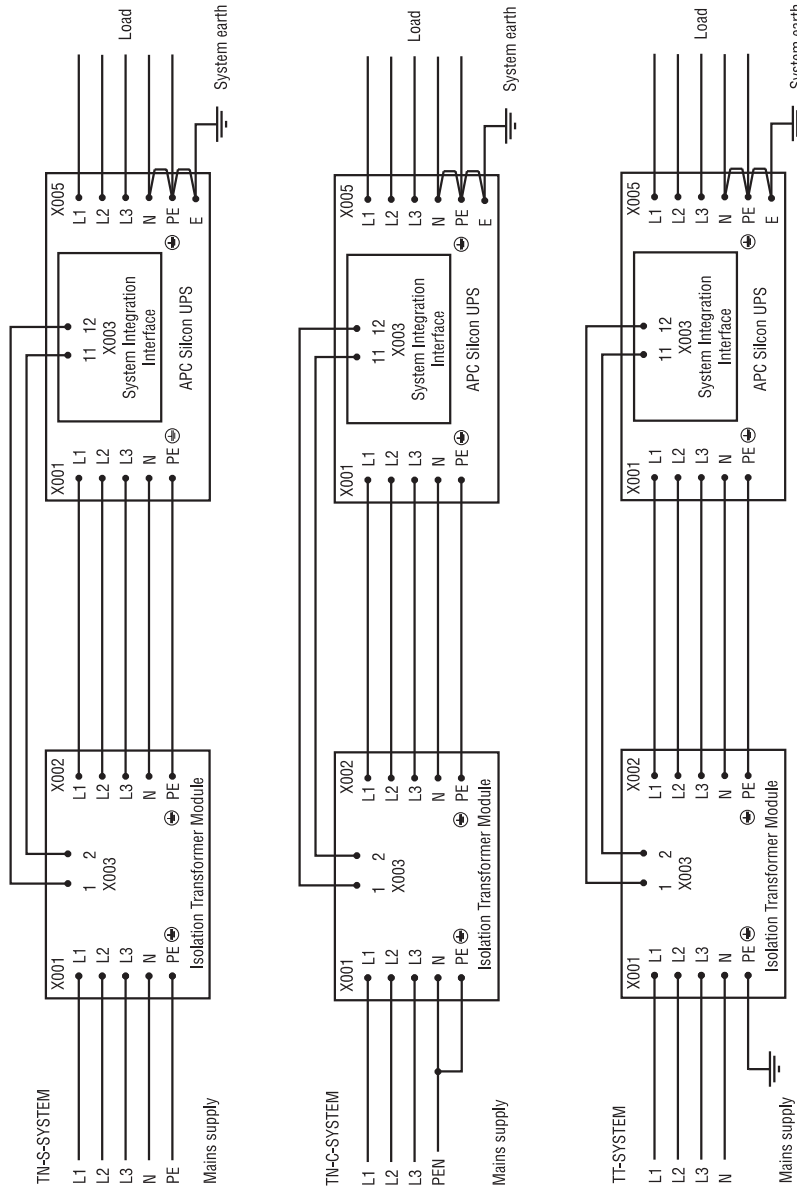 TN-S-SYSTEM
L1
L2
L3
N
PE
Mains supply
X001
L1
L2
L3
N
PE
1 2
X003
Isolation Transformer Module
X002
L1
L2
L3
N
PE
X001
L1
L2
L3
N
PE
11 12
X003
System Integration
Interface
APC Silcon UPS
X005
L1
L2
L3
N
PE
E
Load
System earth
TN-C-SYSTEM
L1
L2
L3
PEN
Mains supply
X001
L1
L2
L3
N
PE
1 2
X003
Isolation Transformer Module
X002
L1
L2
L3
N
PE
X001
L1
L2
L3
N
PE
11 12
X003
System Integration
Interface
APC Silcon UPS
X005
L1
L2
L3
N
PE
E
Load
System earth
TT-SYSTEM
L1
L2
L3
N
Mains supply
X001
L1
L2
L3
N
PE
1 2
X003
Isolation Transformer Module
X002
L1
L2
L3
N
PE
X001
L1
L2
L3
N
PE
11 12
X003
System Integration
Interface
APC Silcon UPS
X005
L1
L2
L3
N
PE
E
Load
System earth